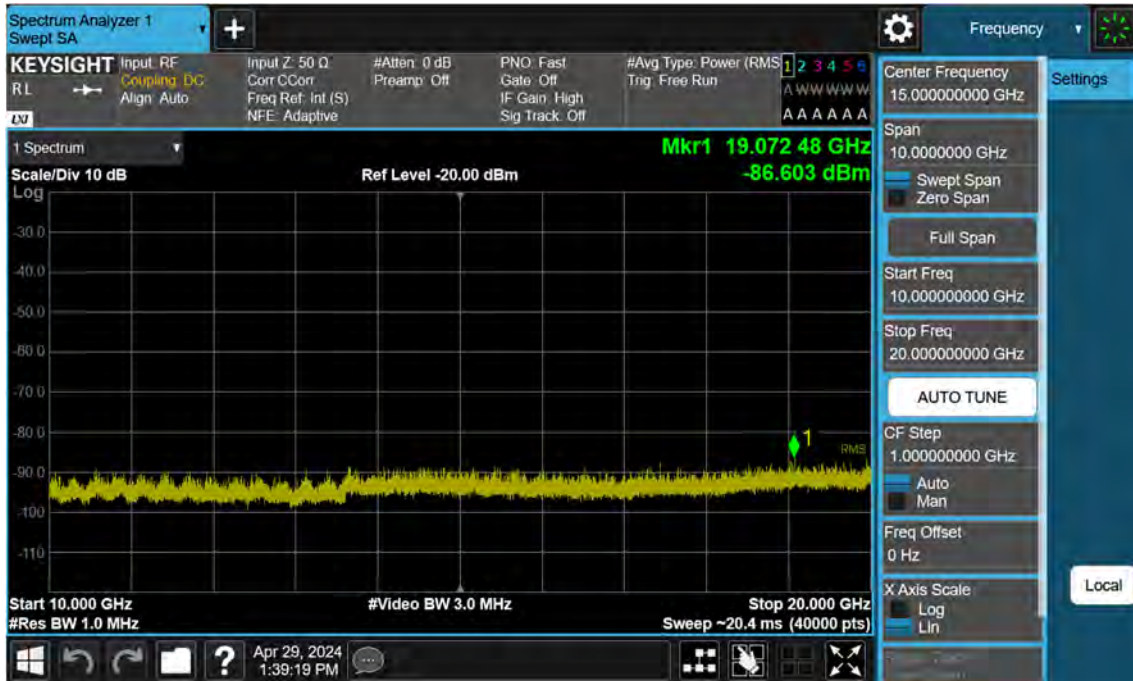 Spectrum Analyzer 1
Swept SA
Frequency
KEYSIGHT
RL
LXI
Input: RF
Coupling: DC
Align: Auto
Input Z: 50 Ω
Corr CCorr
Freq Ref: Int (S)
NFE: Adaptive
#Atten: 0 dB
Preamp: Off
PNO: Fast
Gate: Off
IF Gain: High
Sig Track: Off
#Avg Type: Power (RMS
Trig: Free Run
1 2 3 4 5 6
A W W W W W
A A A A A A
1 Spectrum
Mkr1 19.072 48 GHz
Scale/Div 10 dB
Ref Level -20.00 dBm
-86.603 dBm
Log
-30.0
-40.0
-50.0
-60.0
-70.0
-80.0
1
RMS
-90.0
-100
-110
Start 10.000 GHz
#Video BW 3.0 MHz
Stop 20.000 GHz
#Res BW 1.0 MHz
Sweep ~20.4 ms (40000 pts)
Center Frequency
15.000000000 GHz
Settings
Span
10.0000000 GHz
Swept Span
Zero Span
Full Span
Start Freq
10.000000000 GHz
Stop Freq
20.000000000 GHz
AUTO TUNE
CF Step
1.000000000 GHz
Auto
Man
Freq Offset
0 Hz
X Axis Scale
Log
Lin
Local
?
Apr 29, 2024
1:39:19 PM